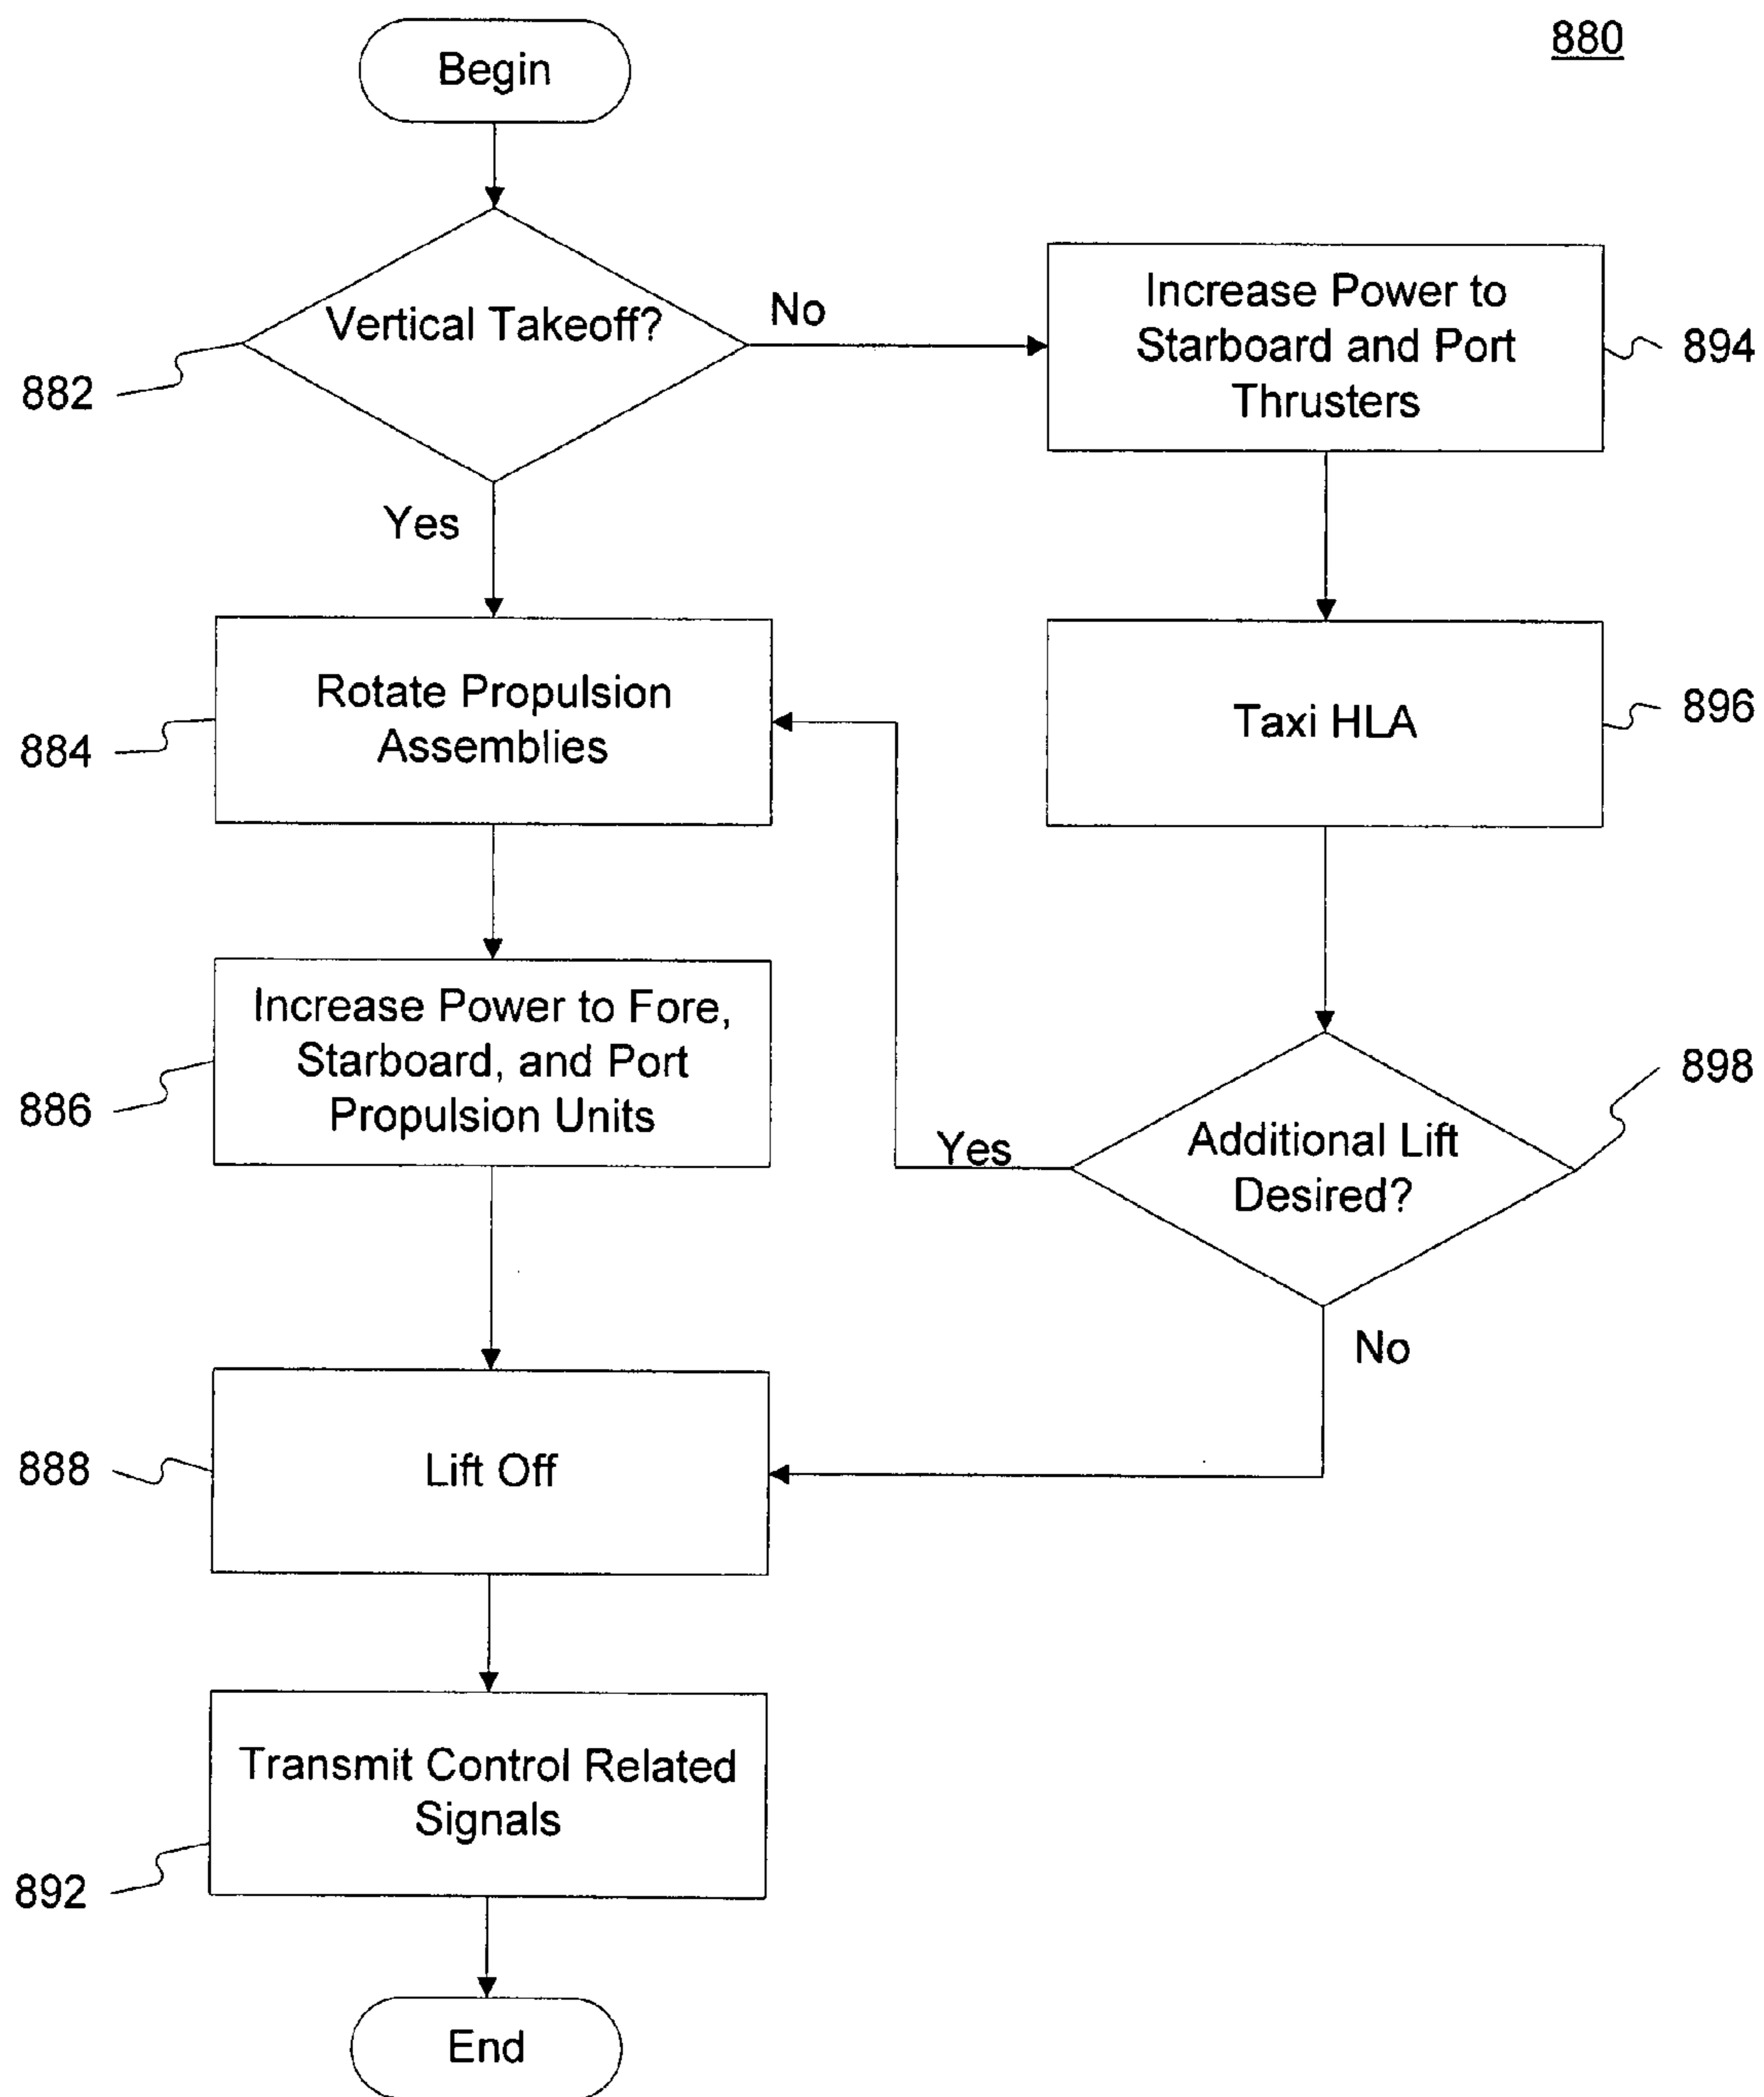 880
Begin
Vertical Takeoff?
882
No
Yes
Increase Power to
Starboard and Port
Thrusters
894
Rotate Propulsion
Assemblies
884
Taxi HLA
896
Increase Power to Fore,
Starboard, and Port
Propulsion Units
886
Additional Lift
Desired?
898
Yes
No
Lift Off
888
Transmit Control Related
Signals
892
End